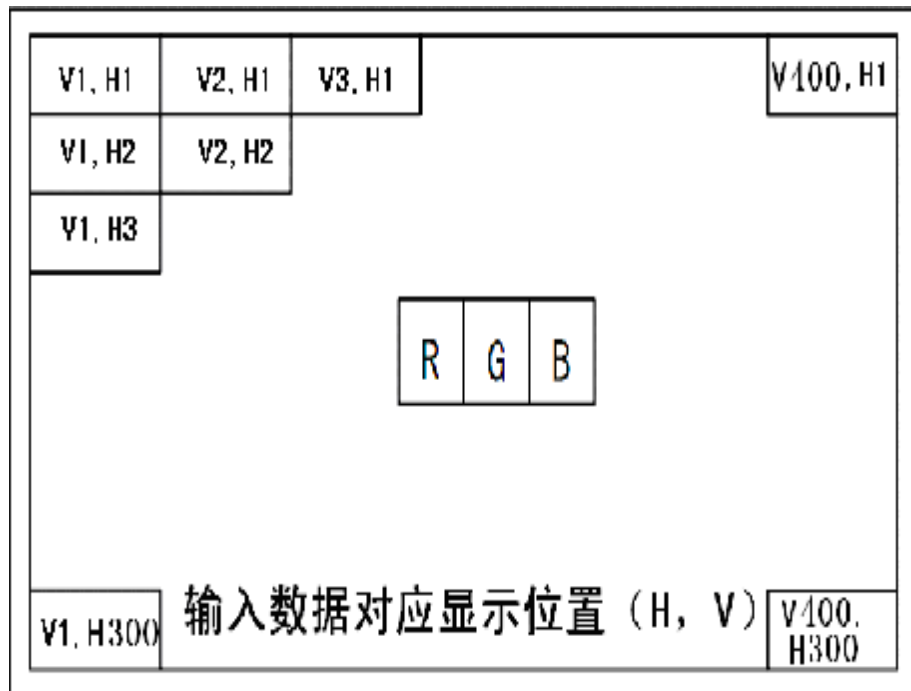 V1, H1 V2, H1 V3, H1 V400, H1
V1, H2 V2, H2
V1, H3
R G B
输入数据对应显示位置（H, V）
V1, H300 V400,
H300